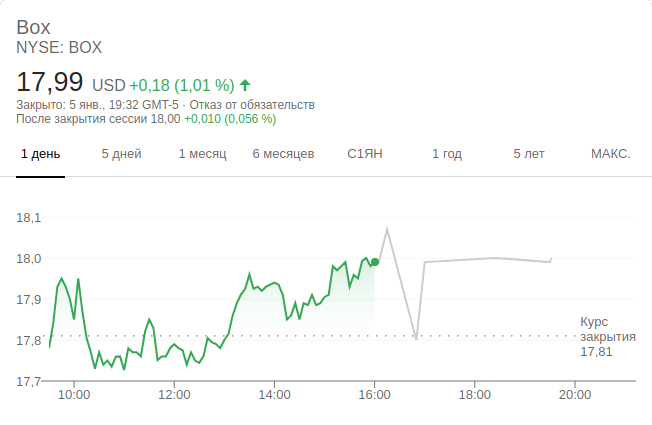 Box
NYSE: BOX
17,99 USD +0,18 (1,01 %)
Закрыто: 5 янв., 19:32 GMT-5 · Отказ от обязательств
После закрытия сессии 18,00 +0,010 (0,056 %)
1 день 5 дней 1 месяц 6 месяцев С1ЯН 1 год 5 лет МАКС.
18,1
18,0
17,9
17,8
17,7
Курс
закрытия
17,81
10:00 12:00 14:00 16:00 18:00 20:00